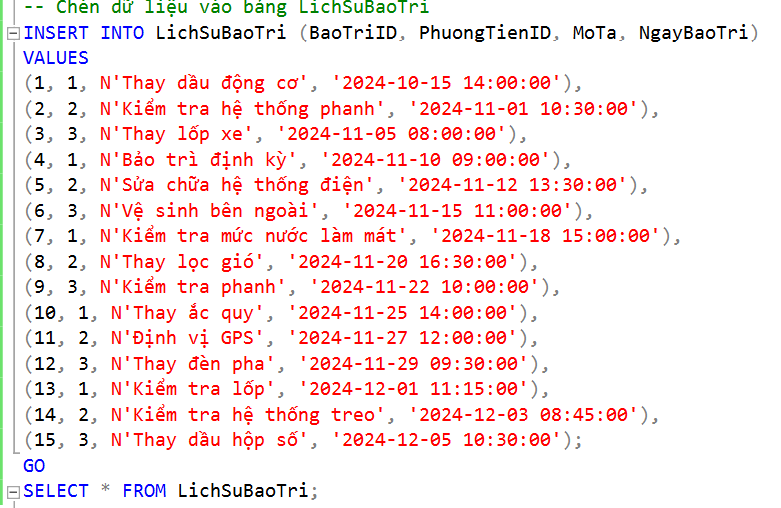 -- Chèn dữ liệu vào bảng LichSuBaoTri
INSERT INTO LichSuBaoTri (BaoTriID, PhuongTienID, MoTa, NgayBaoTri)
VALUES
(1, 1, N'Thay dầu động cơ', '2024-10-15 14:00:00'),
(2, 2, N'Kiểm tra hệ thống phanh', '2024-11-01 10:30:00'),
(3, 3, N'Thay lốp xe', '2024-11-05 08:00:00'),
(4, 1, N'Bảo trì định kỳ', '2024-11-10 09:00:00'),
(5, 2, N'Sửa chữa hệ thống điện', '2024-11-12 13:30:00'),
(6, 3, N'Vệ sinh bên ngoài', '2024-11-15 11:00:00'),
(7, 1, N'Kiểm tra mức nước làm mát', '2024-11-18 15:00:00'),
(8, 2, N'Thay lọc gió', '2024-11-20 16:30:00'),
(9, 3, N'Kiểm tra phanh', '2024-11-22 10:00:00'),
(10, 1, N'Thay ắc quy', '2024-11-25 14:00:00'),
(11, 2, N'Định vị GPS', '2024-11-27 12:00:00'),
(12, 3, N'Thay đèn pha', '2024-11-29 09:30:00'),
(13, 1, N'Kiểm tra lốp', '2024-12-01 11:15:00'),
(14, 2, N'Kiểm tra hệ thống treo', '2024-12-03 08:45:00'),
(15, 3, N'Thay dầu hộp số', '2024-12-05 10:30:00');
GO
SELECT * FROM LichSuBaoTri;